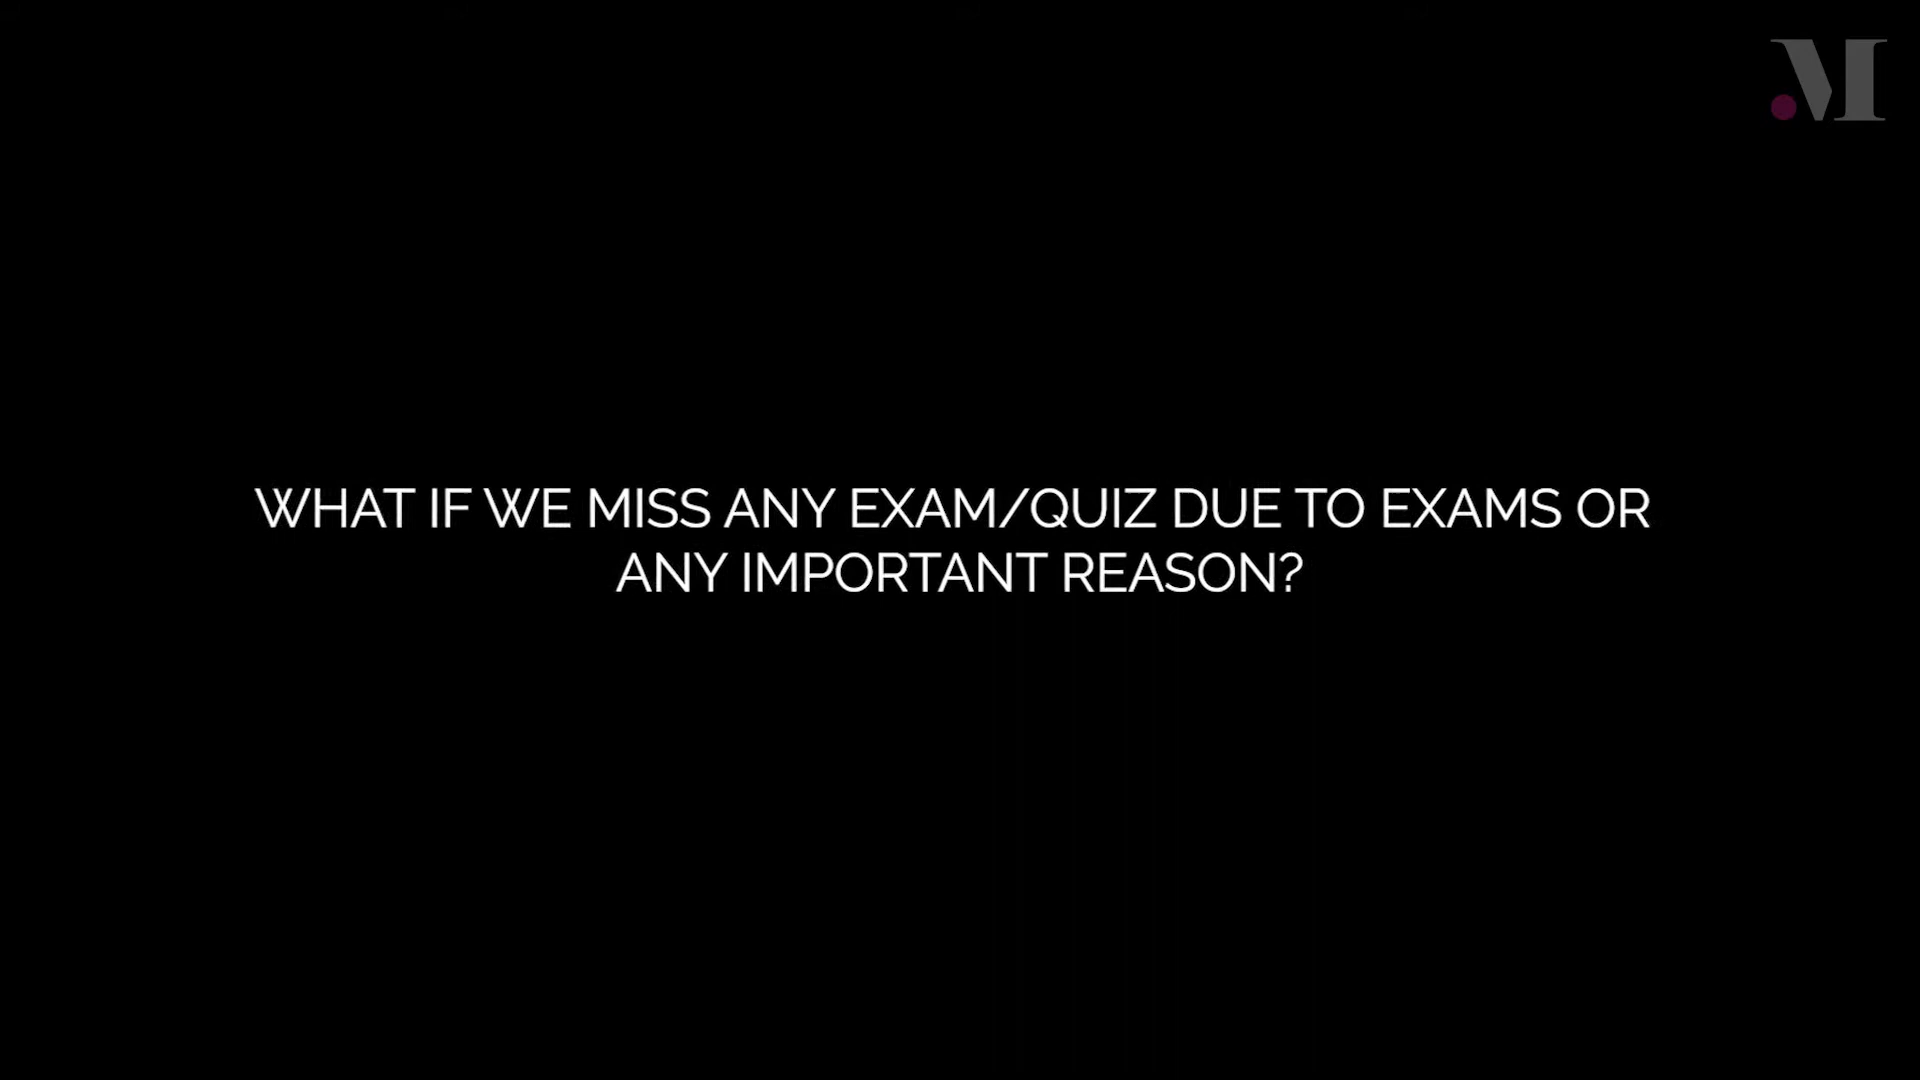 M
WHAT IF WE MISS ANY EXAM/QUIZ DUE TO EXAMS OR
ANY IMPORTANT REASON?